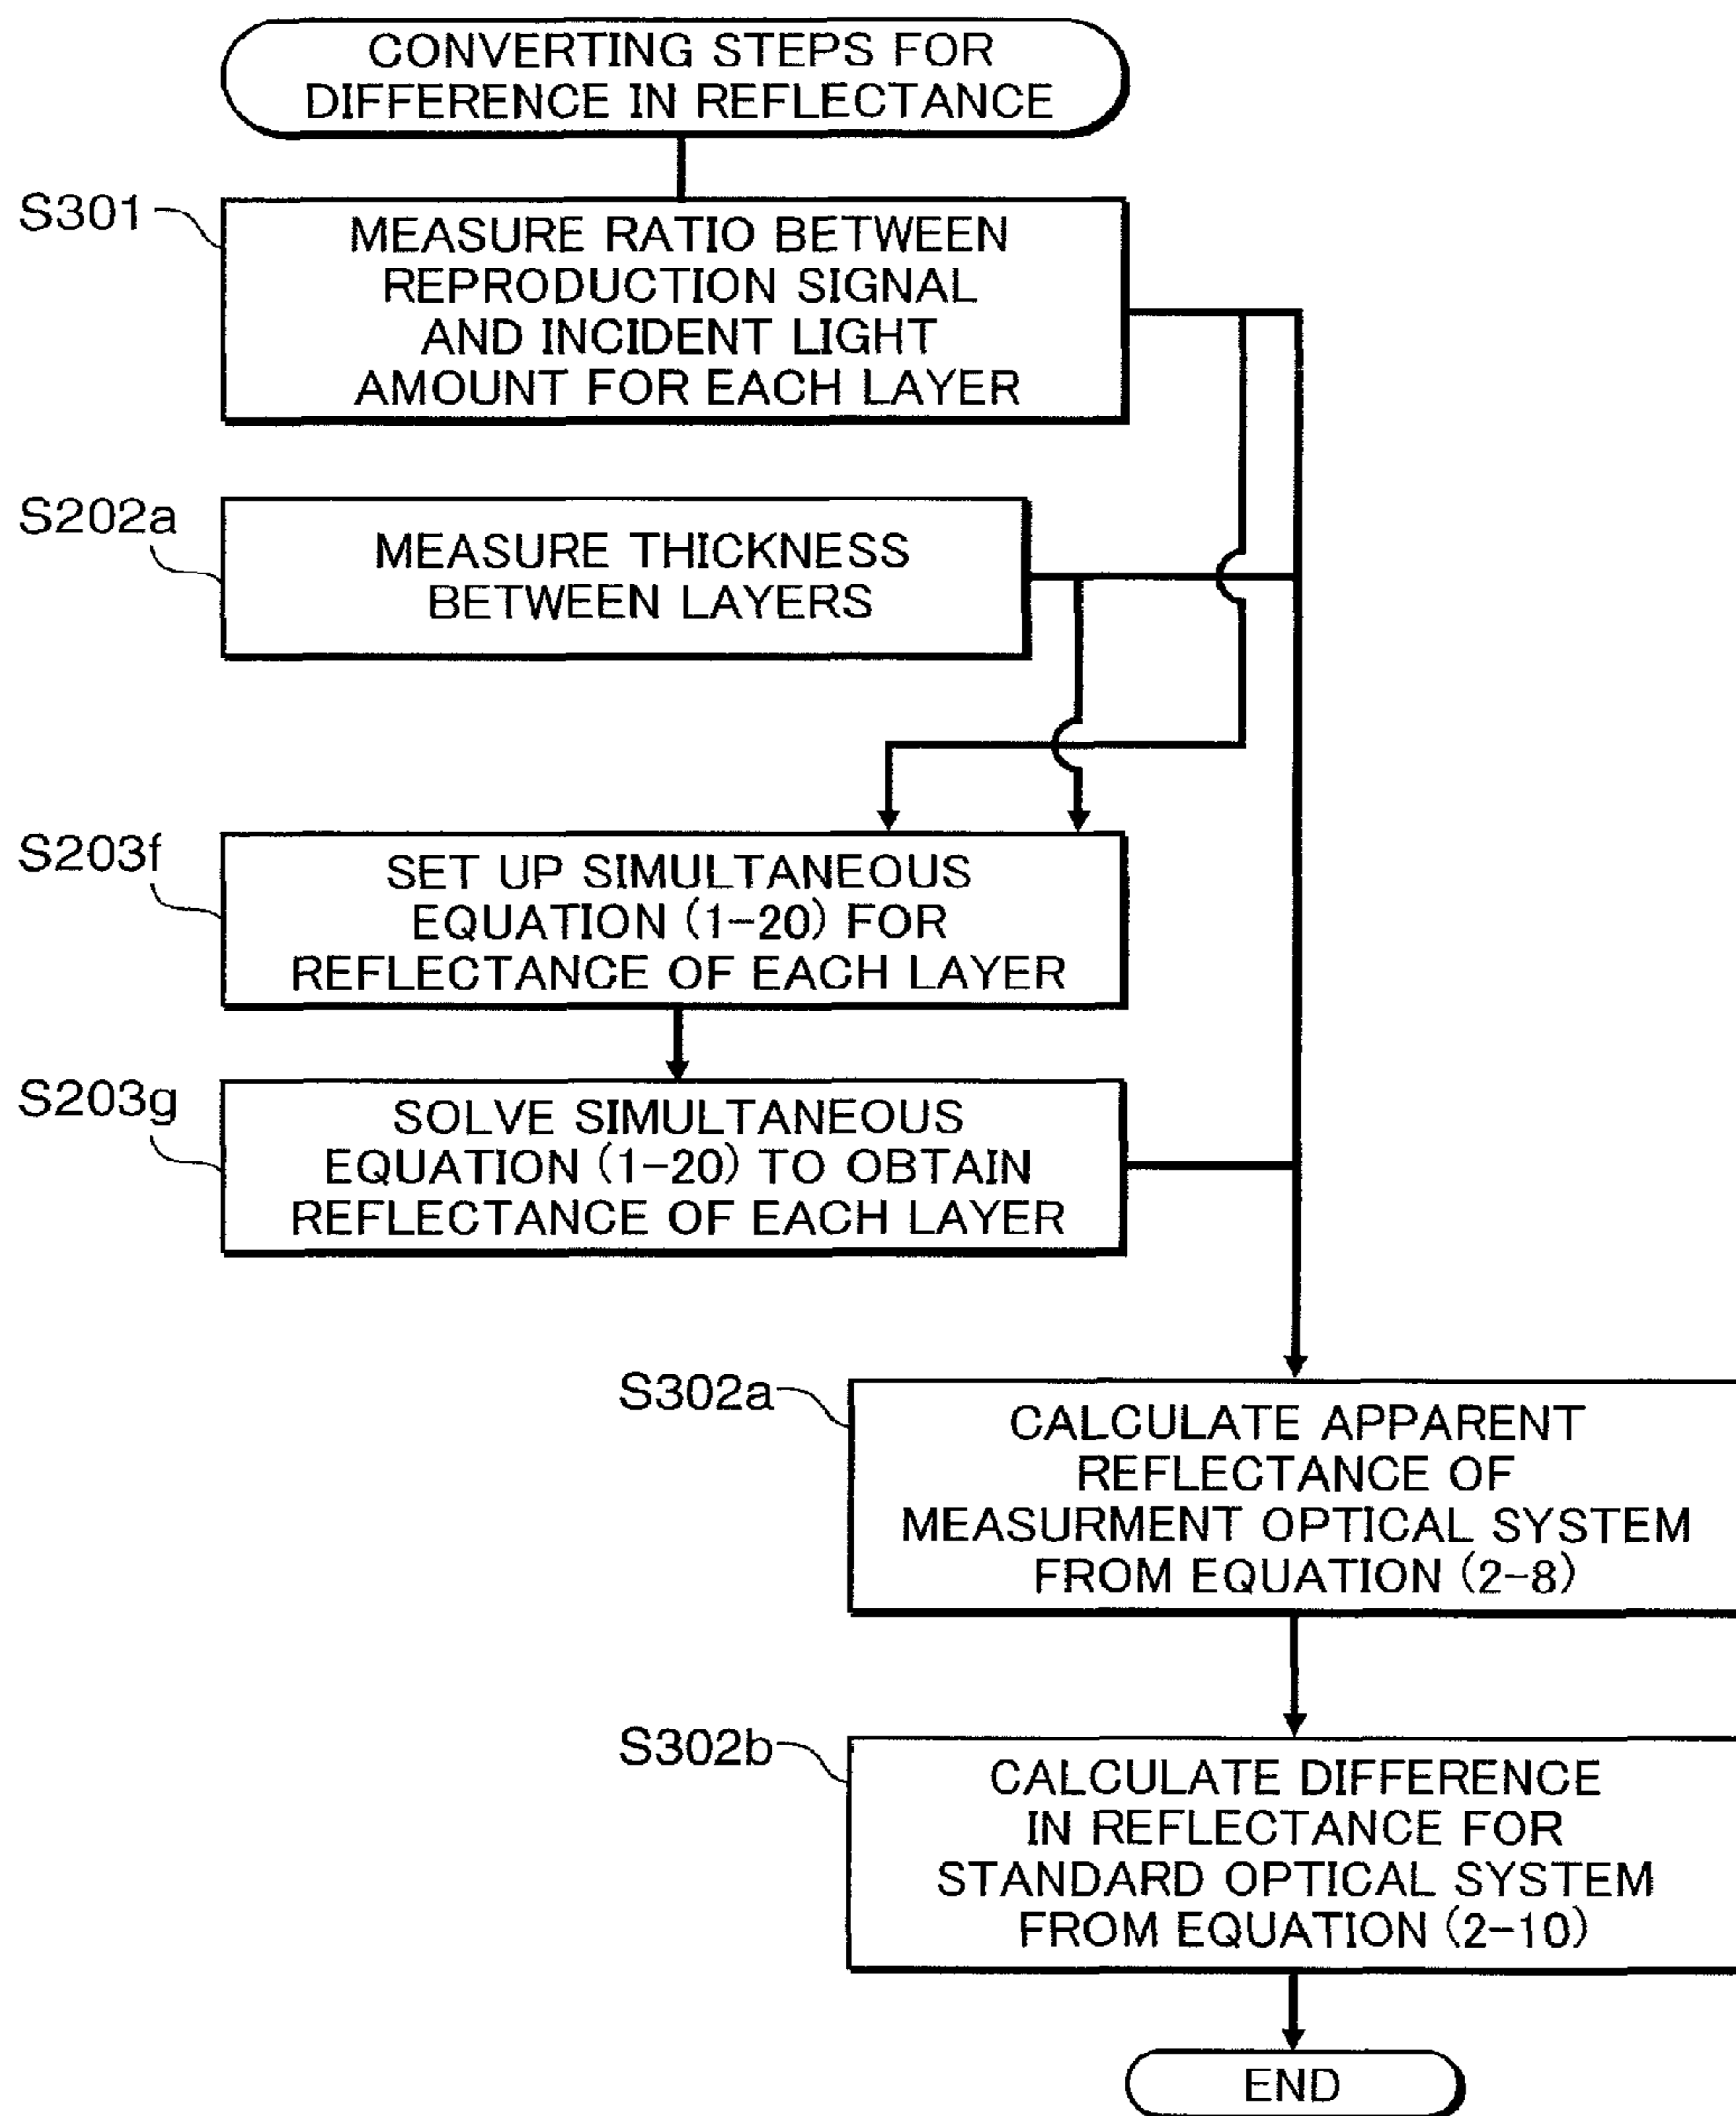 CONVERTING STEPS FOR
DIFFERENCE IN REFLECTANCE
S301
MEASURE RATIO BETWEEN
REPRODUCTION SIGNAL
AND INCIDENT LIGHT
AMOUNT FOR EACH LAYER
S202a
MEASURE THICKNESS
BETWEEN LAYERS
S203f
SET UP SIMULTANEOUS
EQUATION (1-20) FOR
REFLECTANCE OF EACH LAYER
S203g
SOLVE SIMULTANEOUS
EQUATION (1-20) TO OBTAIN
REFLECTANCE OF EACH LAYER
S302a
CALCULATE APPARENT
REFLECTANCE OF
MEASURMENT OPTICAL SYSTEM
FROM EQUATION (2-8)
S302b
CALCULATE DIFFERENCE
IN REFLECTANCE FOR
STANDARD OPTICAL SYSTEM
FROM EQUATION (2-10)
END